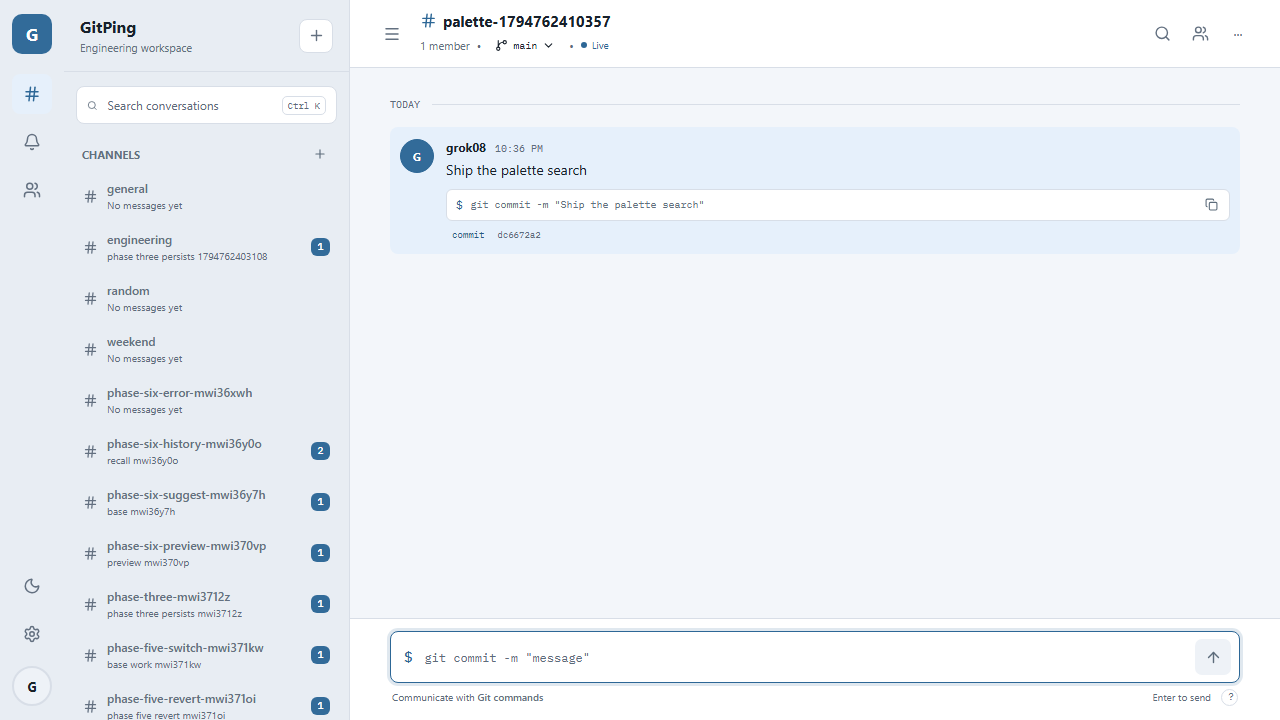 G
GitPing
Engineering workspace
Search conversations
Ctrl K
CHANNELS
general
No messages yet
engineering
phase three persists 1794762403108
1
random
No messages yet
weekend
No messages yet
phase-six-error-mwi36xwh
No messages yet
phase-six-history-mwi36y0o
recall mwi36y0o
2
phase-six-suggest-mwi36y7h
base mwi36y7h
1
phase-six-preview-mwi370vp
preview mwi370vp
1
phase-three-mwi3712z
phase three persists mwi3712z
1
phase-five-switch-mwi371kw
base work mwi371kw
1
phase-five-revert-mwi371oi
phase five revert mwi371oi
1
G
# palette-1794762410357
1 member • main • Live
TODAY
G
grok08 10:36 PM
Ship the palette search
$ git commit -m "Ship the palette search"
commit dc6672a2
$ git commit -m "message"
Communicate with Git commands
Enter to send ?